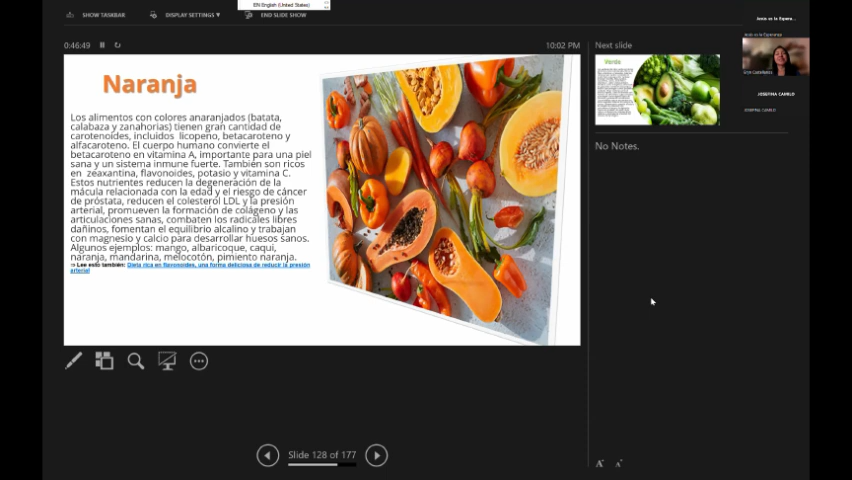 EN English (United States)
SHOW TASKBAR
DISPLAY SETTINGS ▼
END SLIDE SHOW
0:46:49
10:02 PM
Next slide
Naranja
Los alimentos con colores anaranjados (batata,
calabaza y zanahorias) tienen gran cantidad de
carotenoides, incluidos licopeno, betacaroteno y
alfacaroteno. El cuerpo humano convierte el
betacaroteno en vitamina A, importante para una piel
sana y un sistema inmune fuerte. También son ricos
en zeaxantina, flavonoides, potasio y vitamina C.
Estos nutrientes reducen la degeneración de la
mácula relacionada con la edad y el riesgo de cáncer
de próstata, reducen el colesterol LDL y la presión
arterial, promueven la formación de colágeno y las
articulaciones sanas, combaten los radicales libres
dañinos, fomentan el equilibrio alcalino y trabajan
con magnesio y calcio para desarrollar huesos sanos.
Algunos ejemplos: mango, albaricoque, caqui,
naranja, mandarina, melocotón, pimiento naranja.
Lee esto también: Dieta rica en flavonoides, una forma deliciosa de reducir la presión
arterial
Verde
No Notes.
JOSEFINA CAMILO
JOSEFINA CAMILO
Slide 128 of 177
A A